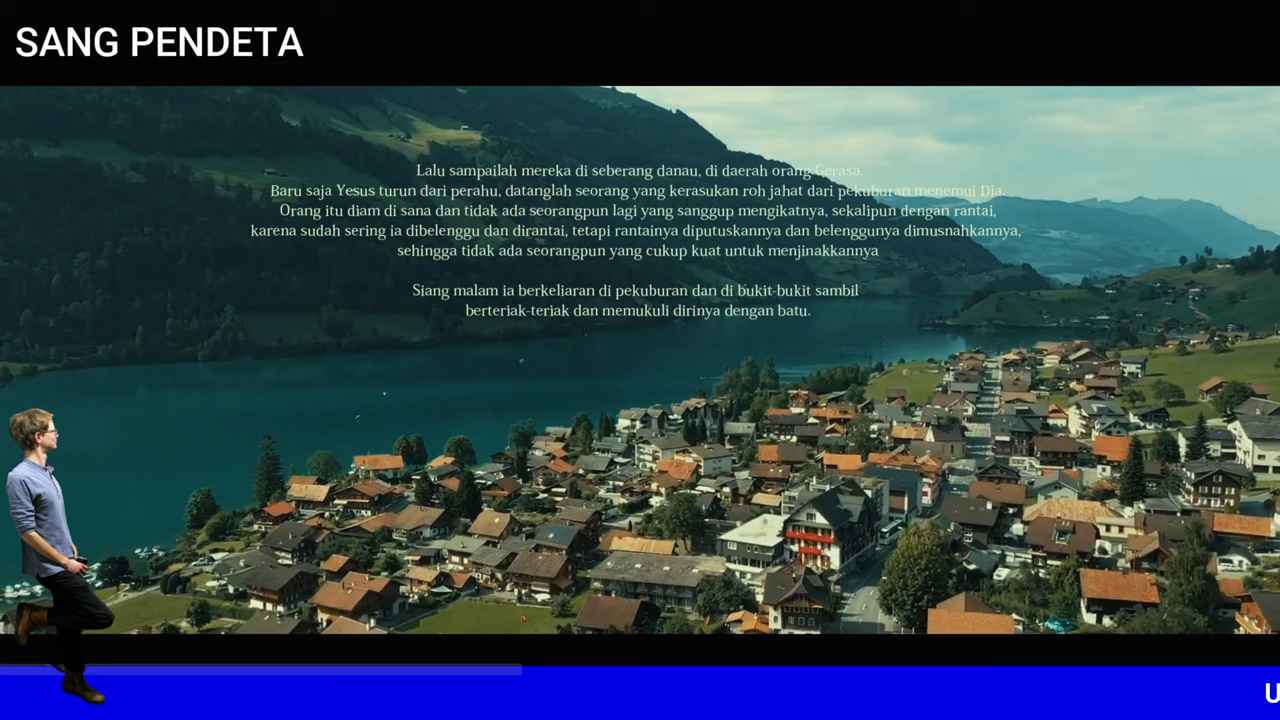 SANG PENDETA
Lalu sampailah mereka di seberang danau, di daerah orang Gerasa.
Baru saja Yesus turun dari perahu, datanglah seorang yang kerasukan roh jahat dari pekuburan menemui Dia.
Orang itu diam di sana dan tidak ada seorangpun lagi yang sanggup mengikatnya, sekalipun dengan rantai,
karena sudah sering ia dibelenggu dan dirantai, tetapi rantainya diputuskannya dan belenggunya dimusnahkannya,
sehingga tidak ada seorangpun yang cukup kuat untuk menjinakkannya
Siang malam ia berkeliaran di pekuburan dan di bukit-bukit sambil
berteriak-teriak dan memukuli dirinya dengan batu.